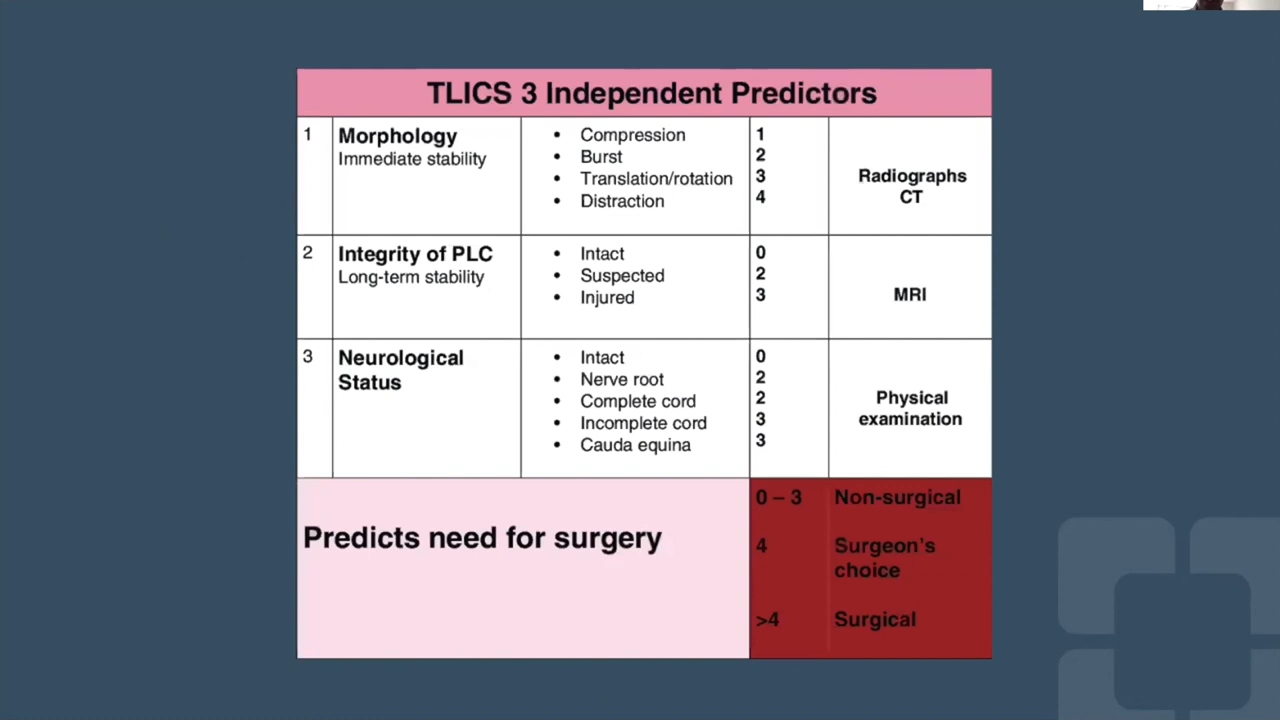 TLICS 3 Independent Predictors
1 Morphology
Immediate stability
• Compression 1
• Burst 2
• Translation/rotation 3
• Distraction 4
Radiographs
CT
2 Integrity of PLC
Long-term stability
• Intact 0
• Suspected 2
• Injured 3
MRI
3 Neurological
Status
• Intact 0
• Nerve root 2
• Complete cord 2
• Incomplete cord 3
• Cauda equina 3
Physical
examination
Predicts need for surgery
0 – 3 Non-surgical
4 Surgeon's
choice
>4 Surgical